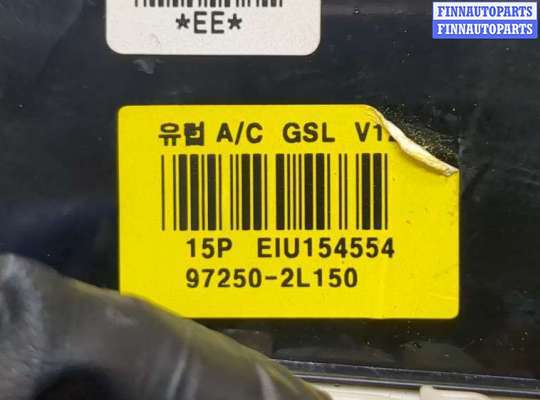 FINNAUTOPARTS
FINNAUTOPARTS
*EE*
유럽 A/C GSL
15P EIU154554
97250-2L150